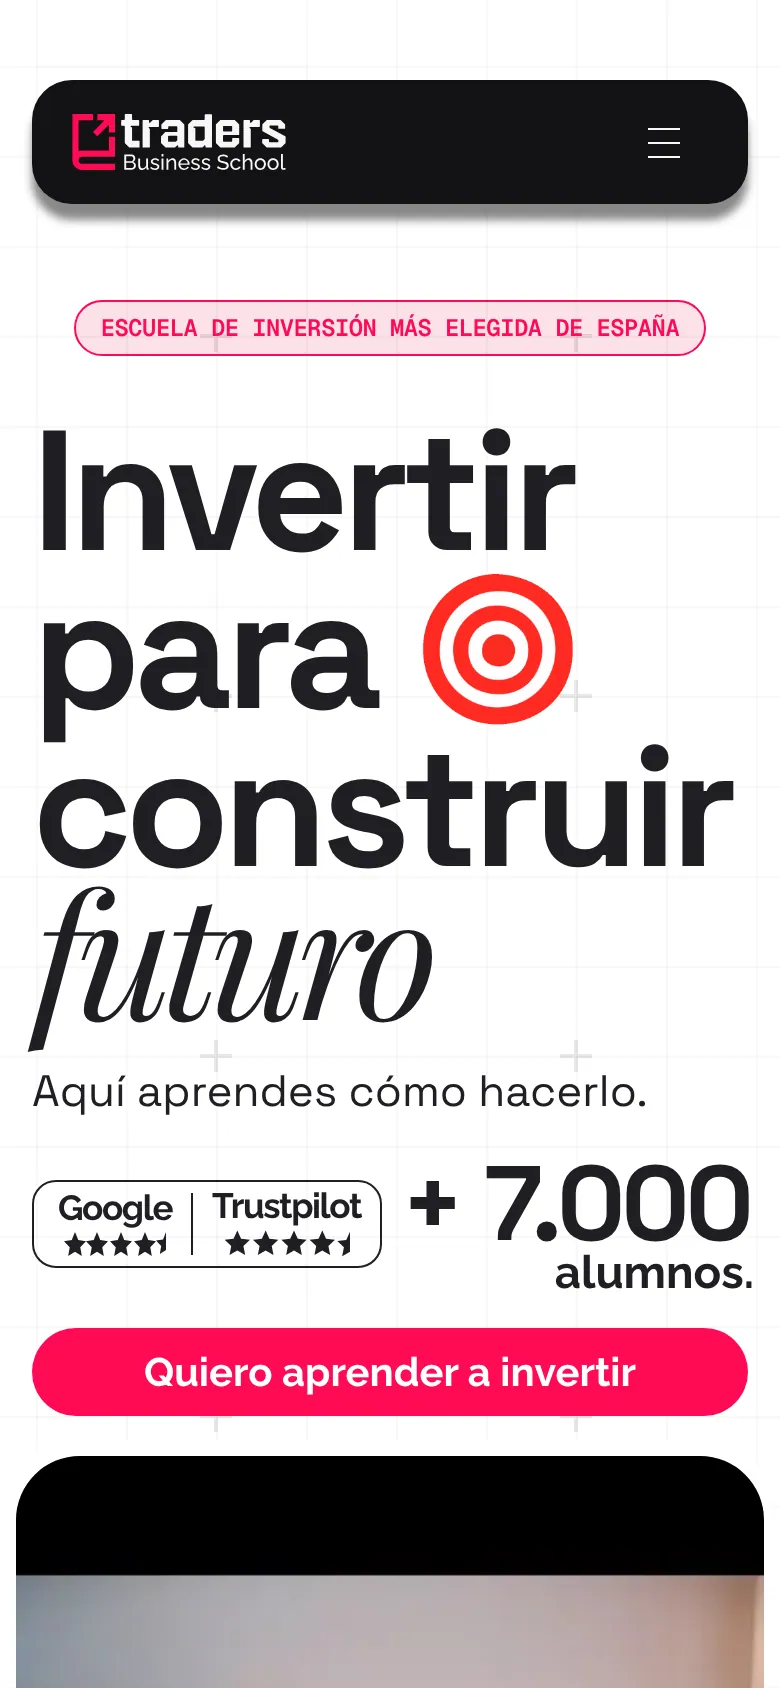 traders
Business School
ESCUELA DE INVERSIÓN MÁS ELEGIDA DE ESPAÑA
Invertir
para
construir
futuro
Aquí aprendes cómo hacerlo.
Google
Trustpilot
+ 7.000
alumnos.
Quiero aprender a invertir